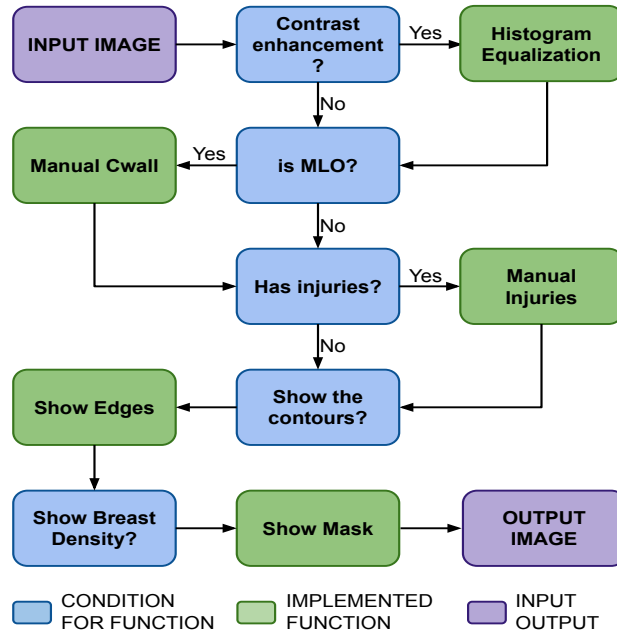 INPUT IMAGE
Contrast
enhancement
?
Yes
Histogram
Equalization
No
Manual Cwall
Yes
is MLO?
No
Has injuries?
Yes
Manual
Injuries
No
Show Edges
Show the
contours?
Show Breast
Density?
Show Mask
OUTPUT
IMAGE
CONDITION
FOR FUNCTION
IMPLEMENTED
FUNCTION
INPUT
OUTPUT